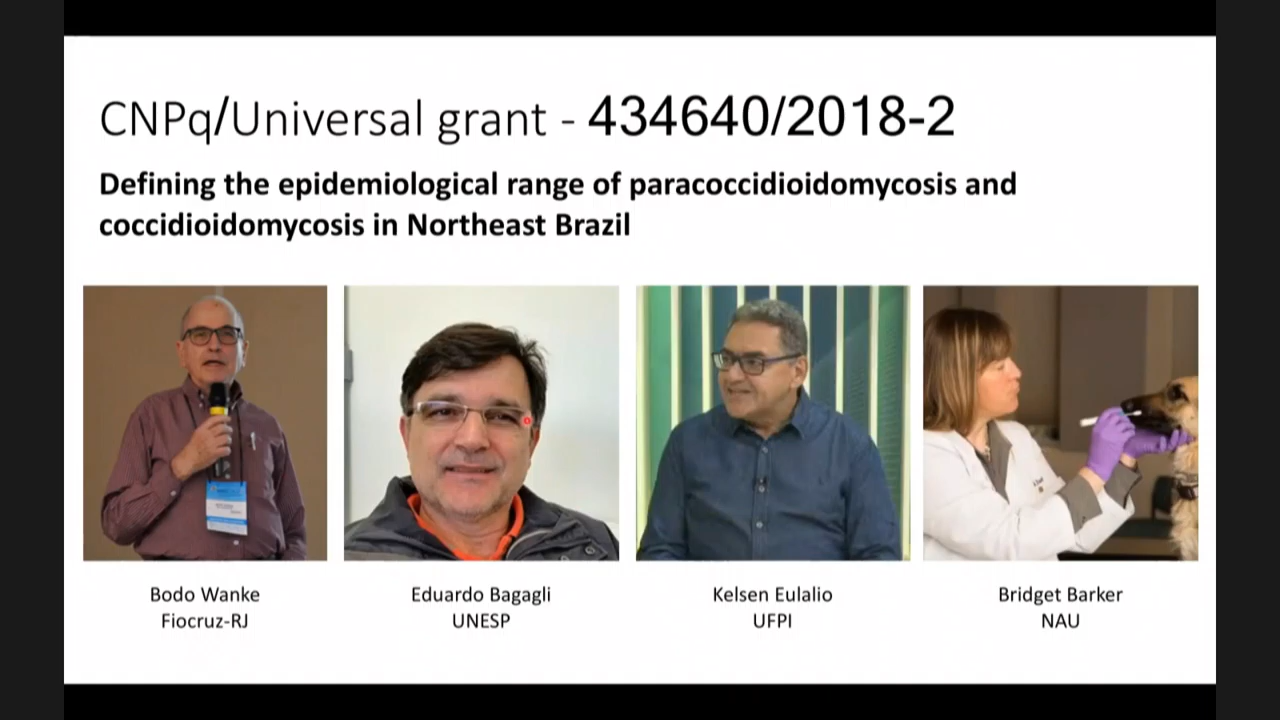 CNPq/Universal grant - 434640/2018-2
Defining the epidemiological range of paracoccidioidomycosis and
coccidioidomycosis in Northeast Brazil
Bodo Wanke
Fiocruz-RJ
Eduardo Bagagli
UNESP
Kelsen Eulalio
UFPI
Bridget Barker
NAU